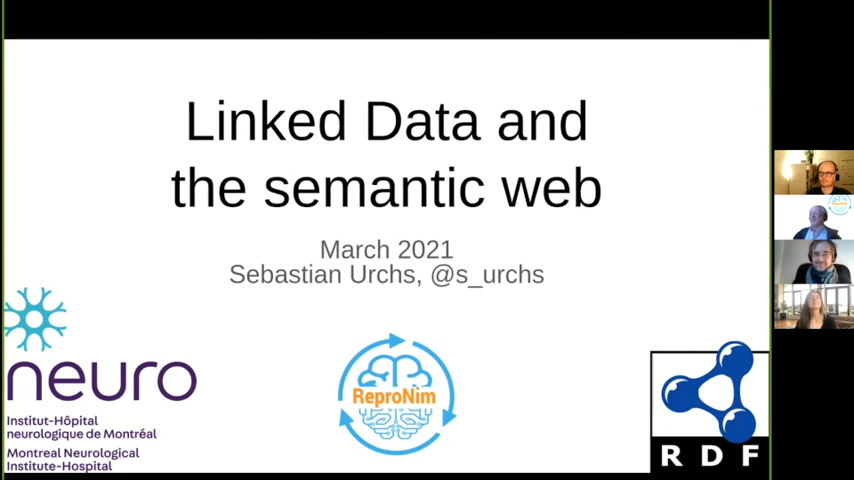 Linked Data and
the semantic web
March 2021
Sebastian Urchs, @s_urchs
neuro
Institut-Hôpital
neurologique de Montréal
Montreal Neurological
Institute-Hospital
ReproNim
RDF